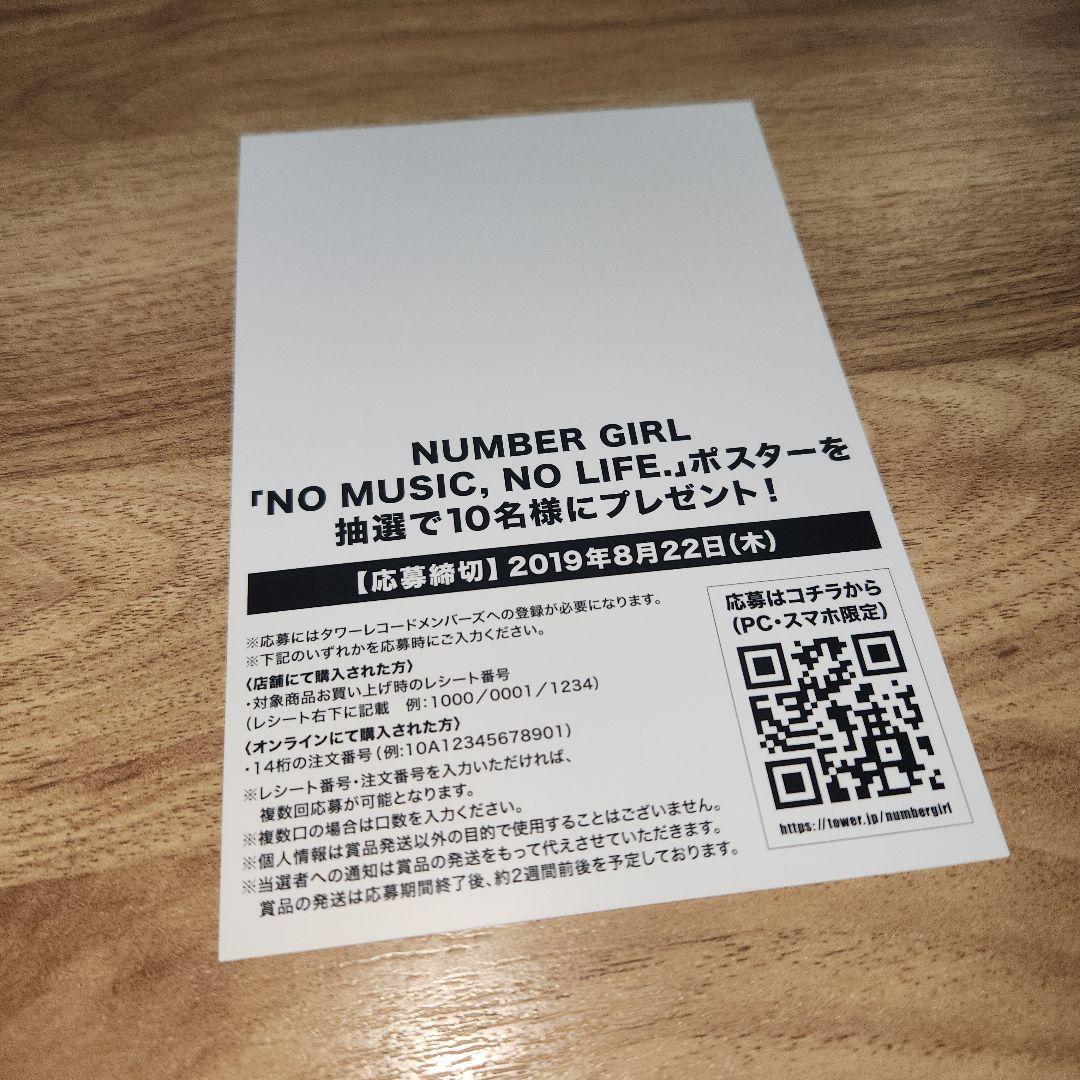 NUMBER GIRL
「NO MUSIC, NO LIFE.」ポスターを
抽選で10名様にプレゼント!
【応募締切】2019年8月22日(木)
※応募にはタワーレコードメンバーズへの登録が必要になります。
※下記のいずれかを応募時にご入力ください。
〈店舗にて購入された方〉
・対象商品お買い上げ時のレシート番号
(レシート右下に記載　例:1000/0001/1234)
〈オンラインにて購入された方〉
・14桁の注文番号(例:10A12345678901)
※レシート番号・注文番号を入力いただければ、
複数回応募が可能となります。
※複数口の場合は口数を入力ください。
※個人情報は賞品発送以外の目的で使用することはございません。
※当選者への通知は賞品の発送をもって代えさせていただきます。
賞品の発送は応募期間終了後、約2週間前後を予定しております。
応募はコチラから
(PC・スマホ限定)
https://tower.jp/numbergirl